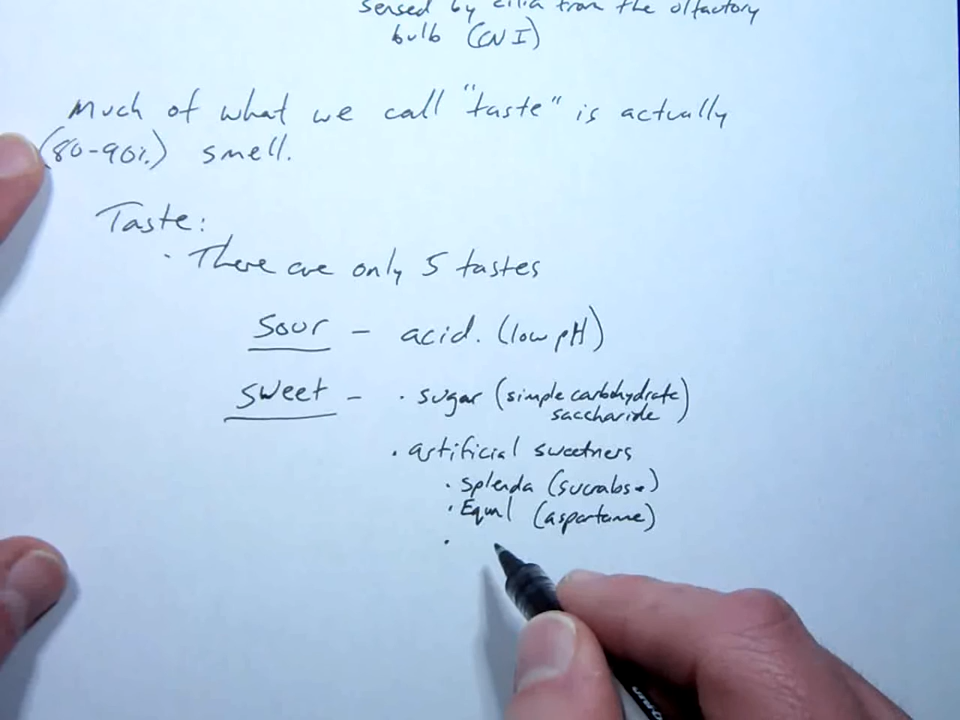 sensed by cilia from the olfactory
bulb (CN I)
Much of what we call "taste" is actually
(80-90%) smell.
Taste:
· There are only 5 tastes
sour – acid. (low pH)
sweet – · sugar (simple carbohydrate
saccharide)
· artificial sweetners
· Splenda (sucralose)
· Equal (aspartame)
·